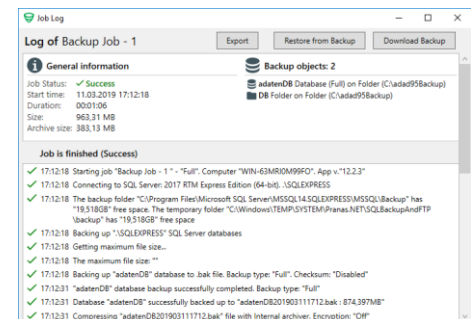 Job Log
Log of Backup Job - 1
Export
Restore from Backup
Download Backup
General information
Job Status: Success
Start time: 11.03.2019 17:12:18
Duration: 00:01:06
Size: 963,31 MB
Archive size: 383,13 MB
Backup objects: 2
adatenDB Database (Full) on Folder (C:\adad95Backup)
DB Folder on Folder (C:\adad95Backup)
Job is finished (Success)
17:12:18 Starting job "Backup Job - 1 " - "Full". Computer "WIN-63MRI0M99FO". App v."12.2.3"
17:12:18 Connecting to SQL Server: 2017 RTM Express Edition (64-bit). .\SQLEXPRESS
17:12:18 The backup folder "C:\Program Files\Microsoft SQL Server\MSSQL14.SQLEXPRESS\MSSQL\Backup" has
"19,518GB" free space. The temporary folder "C:\Windows\TEMP\SYSTEM\Pranas.NET\SQLBackupAndFTP
\backup" has "19,518GB" free space
17:12:18 Backing up ".\SQLEXPRESS" SQL Server databases
17:12:18 Getting maximum file size...
17:12:18 The maximum file size: ""
17:12:18 Backing up "adatenDB" database to .bak file. Backup type: "Full". Checksum: "Disabled"
17:12:31 "adatenDB" database backup successfully completed. Backup type: "Full"
17:12:31 Database "adatenDB" successfully backed up to "adatenDB201903111712.bak : 874,397MB"
17:12:31 Compressing "adatenDB201903111712.bak" file with Internal archiver. Encryption: "Off"